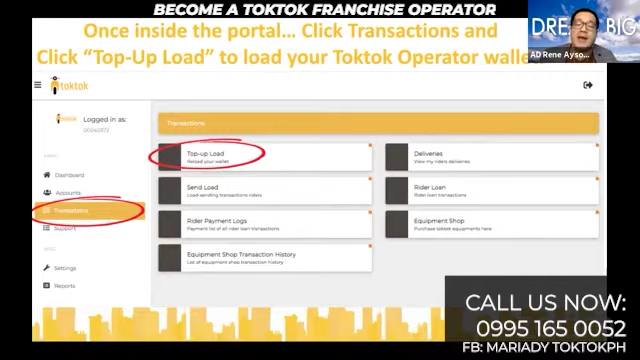 BECOME A TOKTOK FRANCHISE OPERATOR
Once inside the portal... Click Transactions and
Click “Top-Up Load” to load your Toktok Operator
DREAM BIG
AD Rene Ayso...
toktok
Logged in as:
Transactions
Top-up Load
Reload your wallet
Deliveries
View my riders deliveries
Dashboard
Send Load
Load sending transactions riders
Rider Loan
Rider loan transactions
Accounts
Transactions
Rider Payment Logs
Payment list of all rider loan transactions
Equipment Shop
Purchase toktok equipments here
Support
Equipment Shop Transaction History
List of equipment shop transaction history
Settings
Reports
CALL US NOW:
0995 165 0052
FB: MARIADY TOKTOKPH